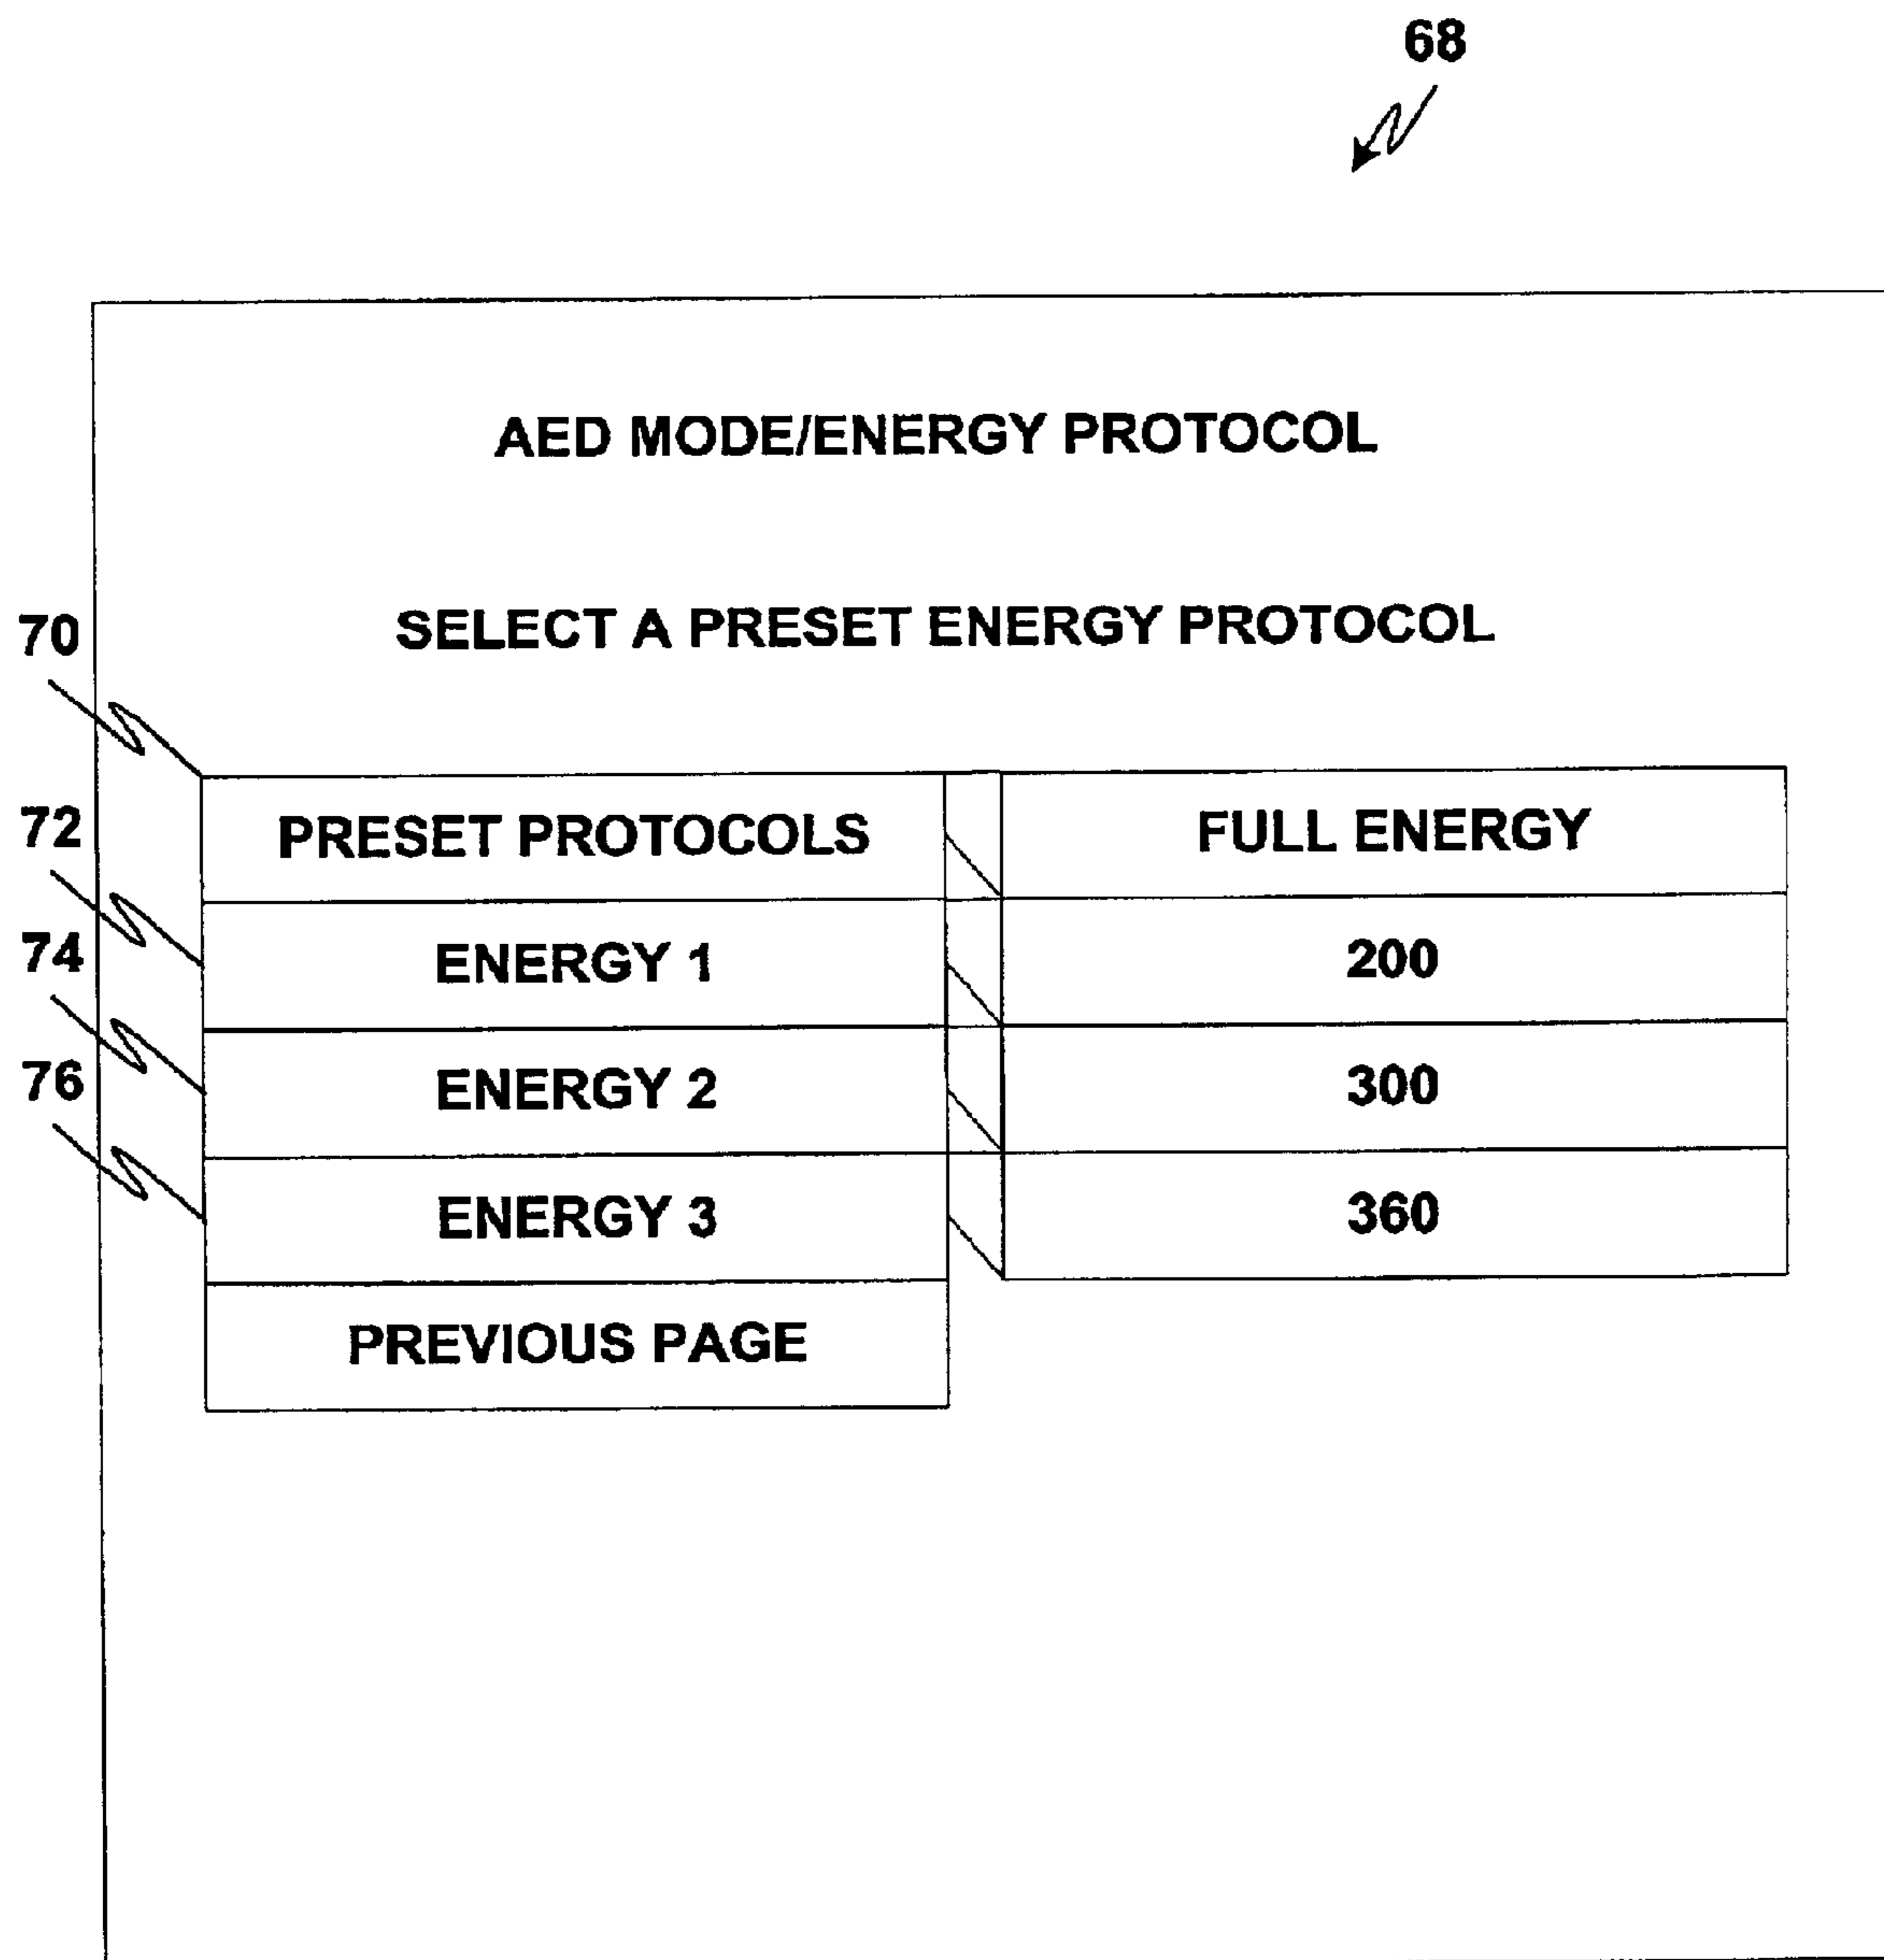 68
AED MODE/ENERGY PROTOCOL
70 SELECT A PRESET ENERGY PROTOCOL
72 PRESET PROTOCOLS FULL ENERGY
74 ENERGY 1 200
76 ENERGY 2 300
ENERGY 3 360
PREVIOUS PAGE